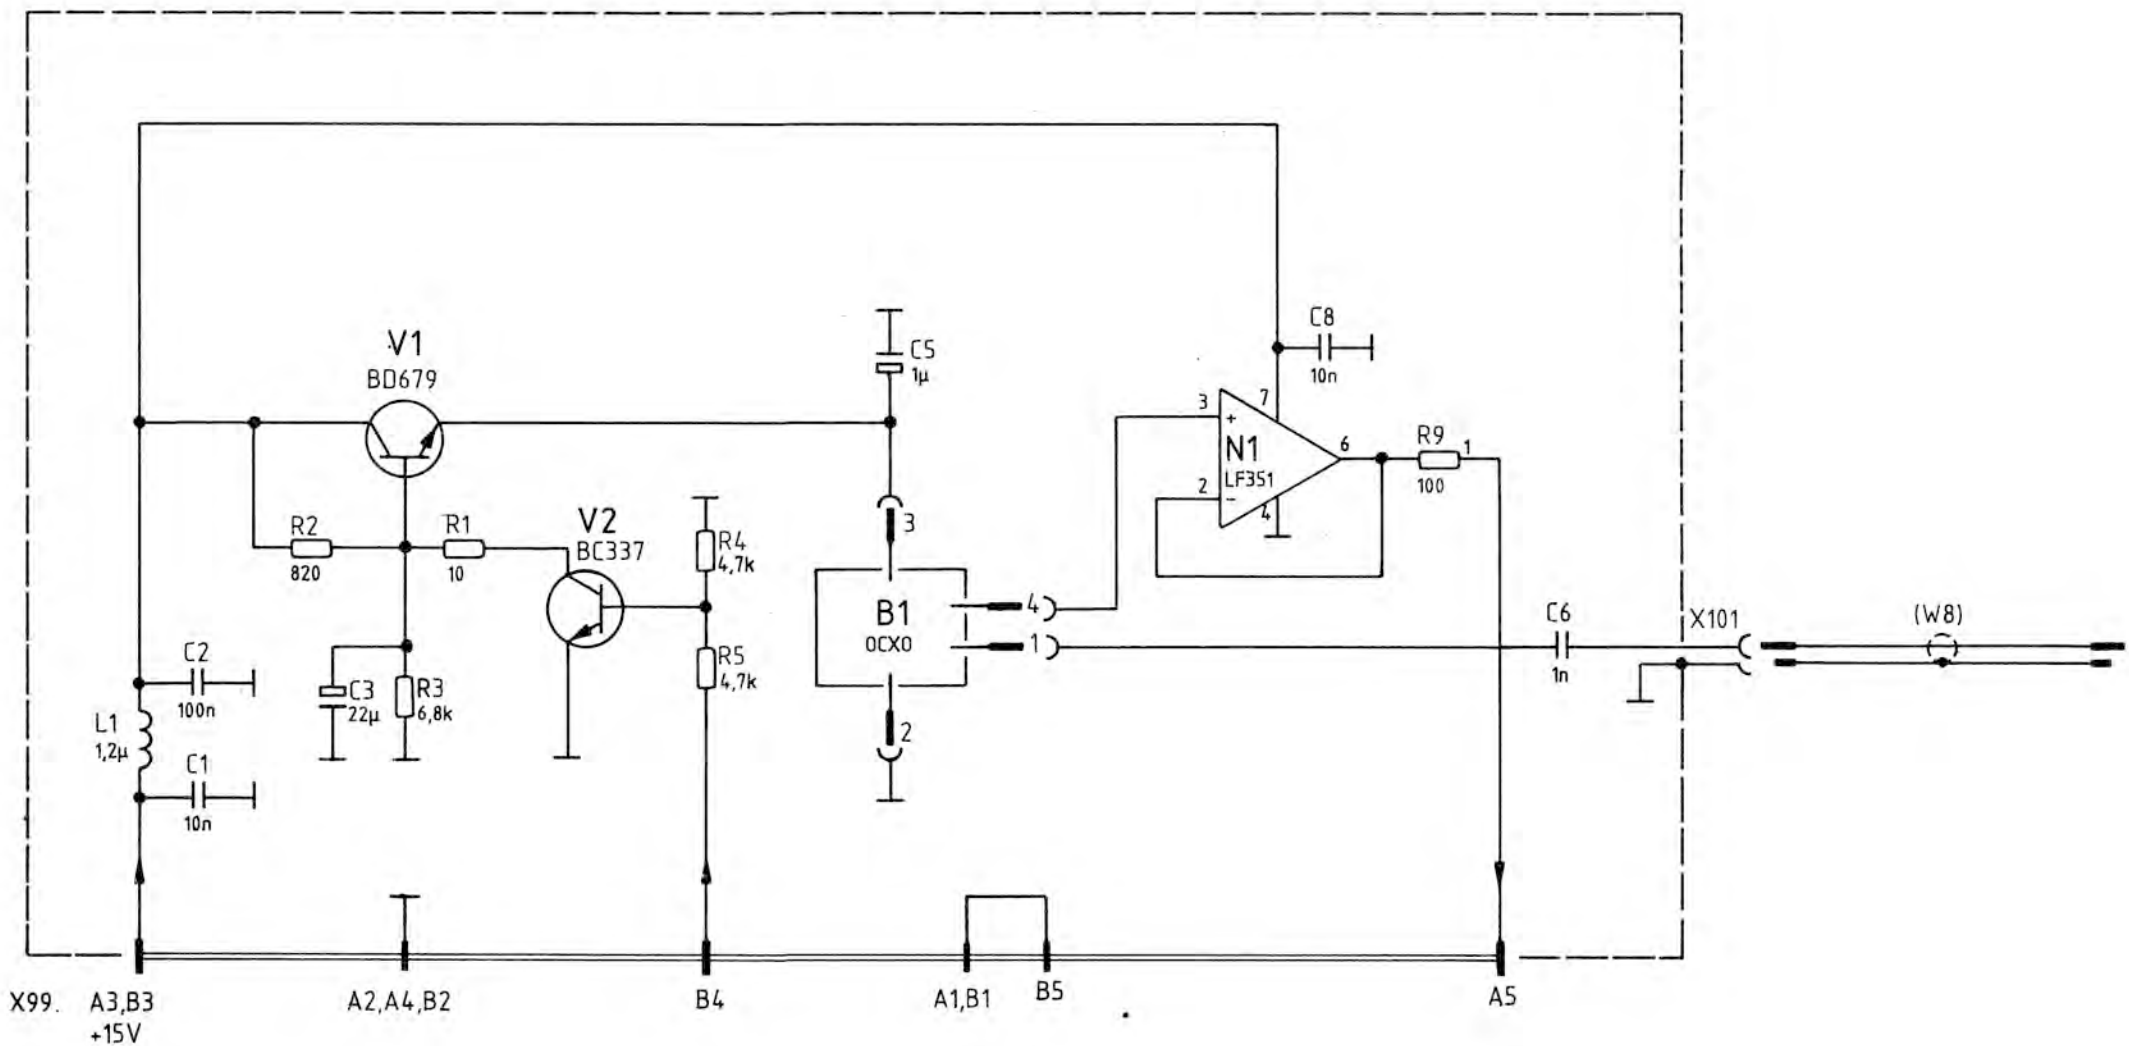 V1
BD679
C5
1µ
C8
10n
3
+
7
N1
LF351
2
-
4
6
R9
1
100
R2
820
R1
10
V2
BC337
R4
4,7k
3
B1
OCXO
4
1
2
R5
4,7k
C6
1n
X101
(W8)
C2
100n
L1
1,2µ
C1
10n
C3
22µ
R3
6,8k
X99.
A3,B3
+15V
A2,A4,B2
B4
A1,B1
B5
A5